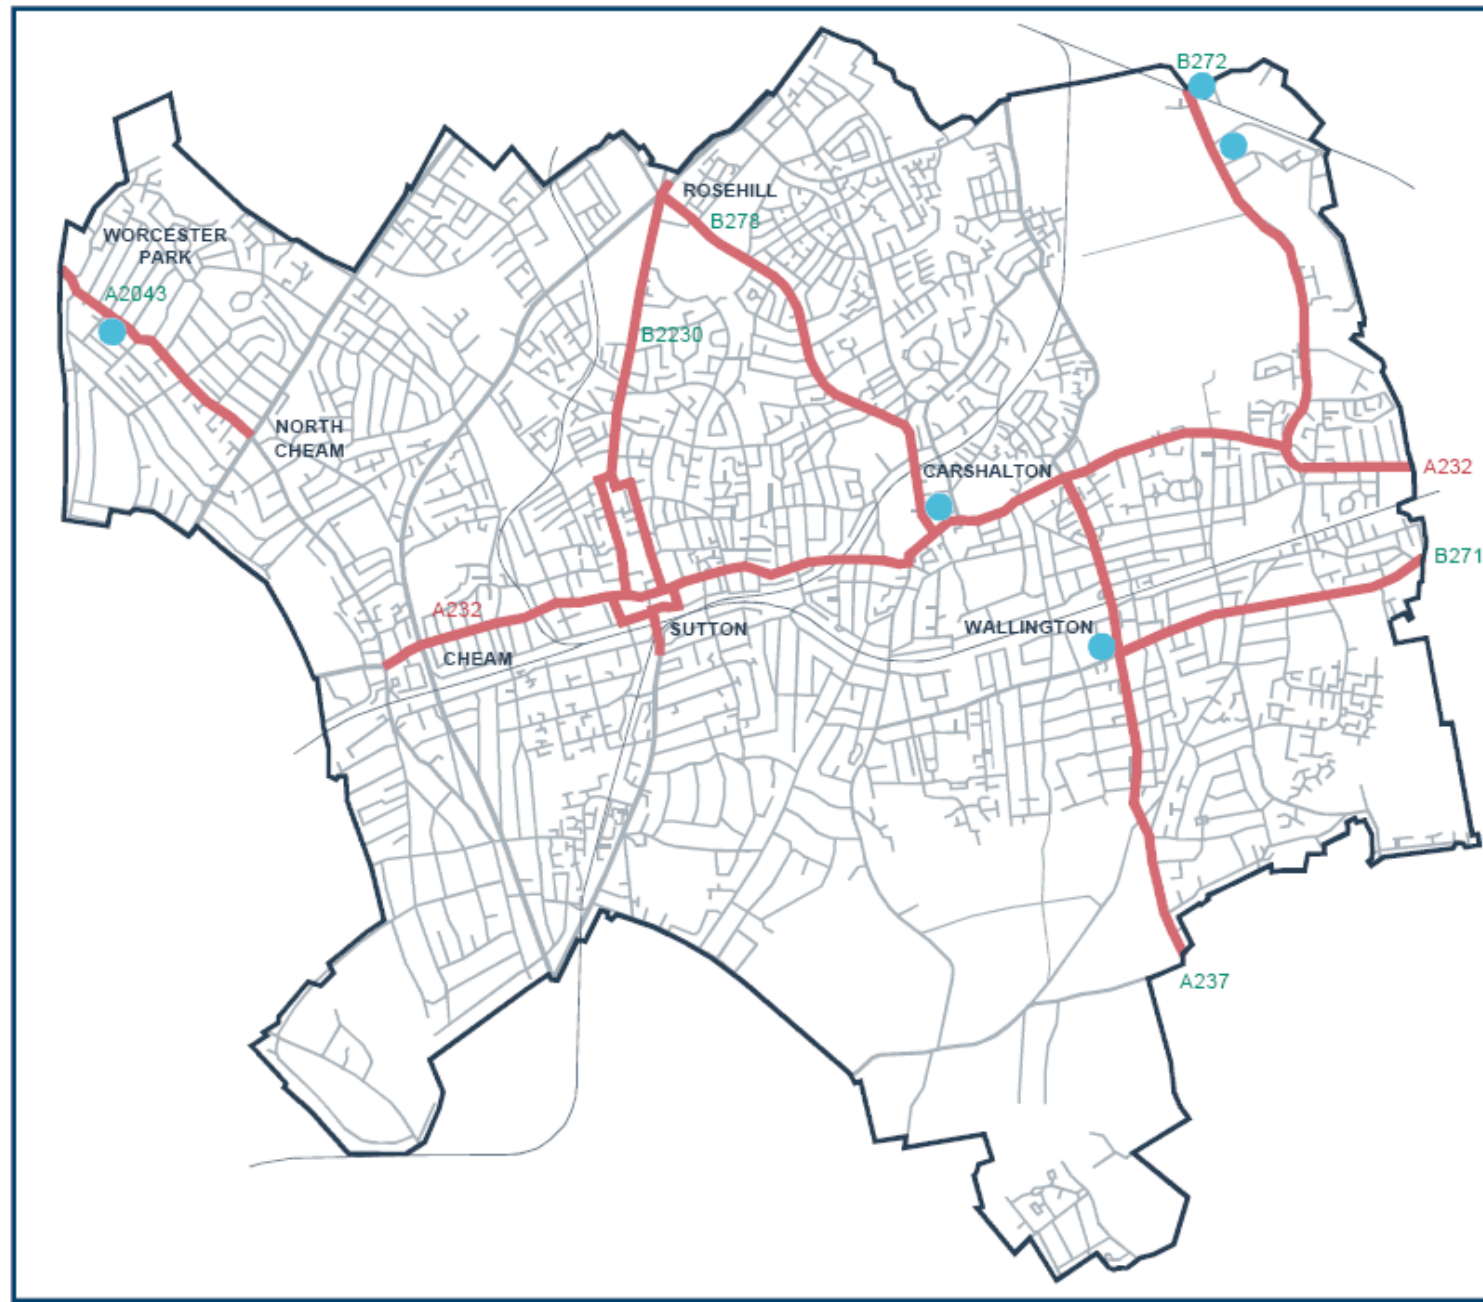 B272
ROSEHILL
B278
WORCESTER
PARK
A2043
B2230
NORTH
CHEAM
CARSHALTON
A232
B271
A232
SUTTON
WALLINGTON
CHEAM
A237